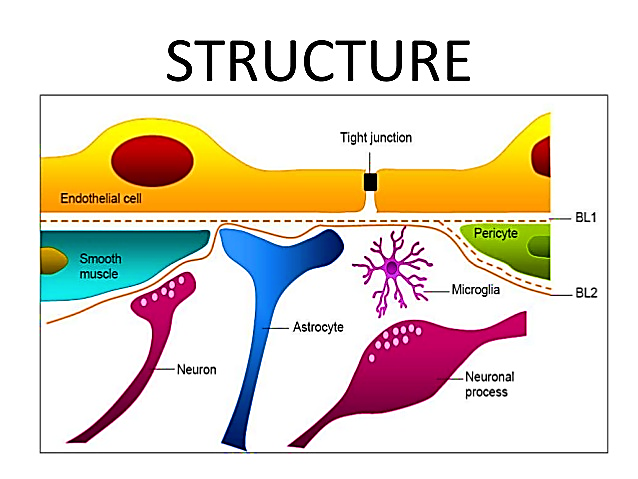 STRUCTURE
Tight junction
Endothelial cell
BL1
Pericyte
Smooth
muscle
Microglia
BL2
Astrocyte
Neuron
Neuronal
process